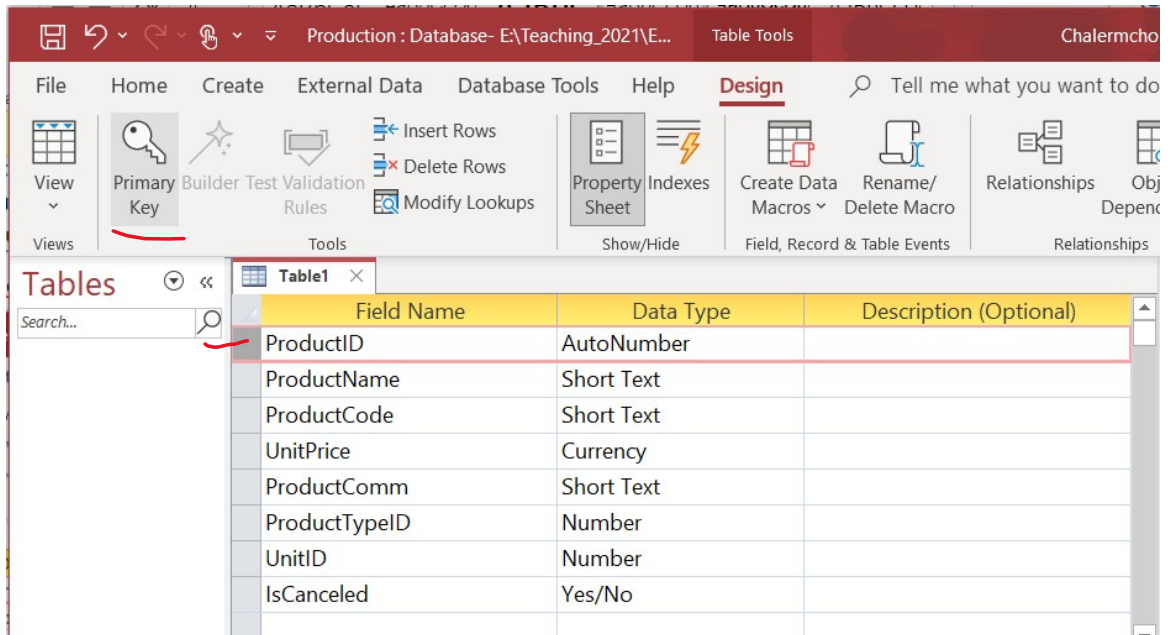 Production : Database- E:\Teaching_2021\E... Table Tools Chalermcho
File Home Create External Data Database Tools Help Design Tell me what you want to do
Insert Rows
Delete Rows
Modify Lookups
View Primary Key Builder Test Validation Rules Property Sheet Indexes Create Data Macros Rename/ Delete Macro Relationships Obj Depend
Views Tools Show/Hide Field, Record & Table Events Relationships
Tables
Search...
Table1
Field Name Data Type Description (Optional)
ProductID AutoNumber
ProductName Short Text
ProductCode Short Text
UnitPrice Currency
ProductComm Short Text
ProductTypeID Number
UnitID Number
IsCanceled Yes/No